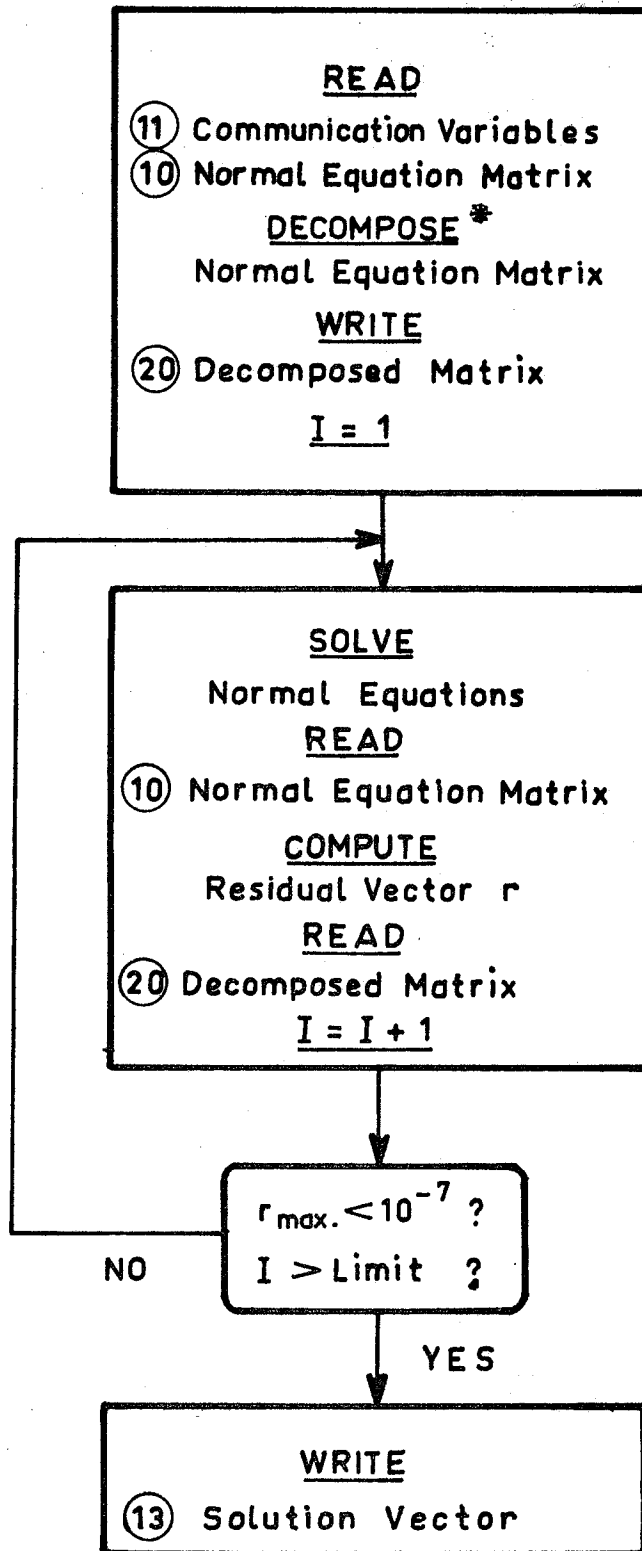 READ
11 Communication Variables
10 Normal Equation Matrix
DECOMPOSE *
Normal Equation Matrix
WRITE
20 Decomposed Matrix
I = 1
SOLVE
Normal Equations
READ
10 Normal Equation Matrix
COMPUTE
Residual Vector r
READ
20 Decomposed Matrix
I = I + 1
r max. < 10⁻⁷ ?
I > Limit ?
NO
YES
WRITE
13 Solution Vector